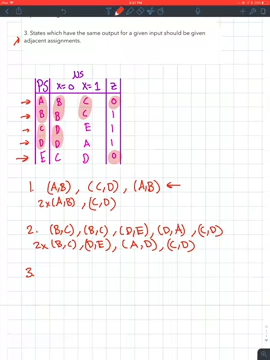 3. States which have the same output for a given input should be given
adjacent assignments.
NS
PS X=0 X=1 Z
A B C 0
B B C 1
C D E 1
D D A 1
E C D 0
1. (A,B) , (C,D) , (A,B) ←
2x(A,B) , (C,D)
2. (B,C) , (B,C) , (D,E) , (D,A) , (C,D)
2x(B,C) , (D,E) , (A,D) , (C,D)
3.